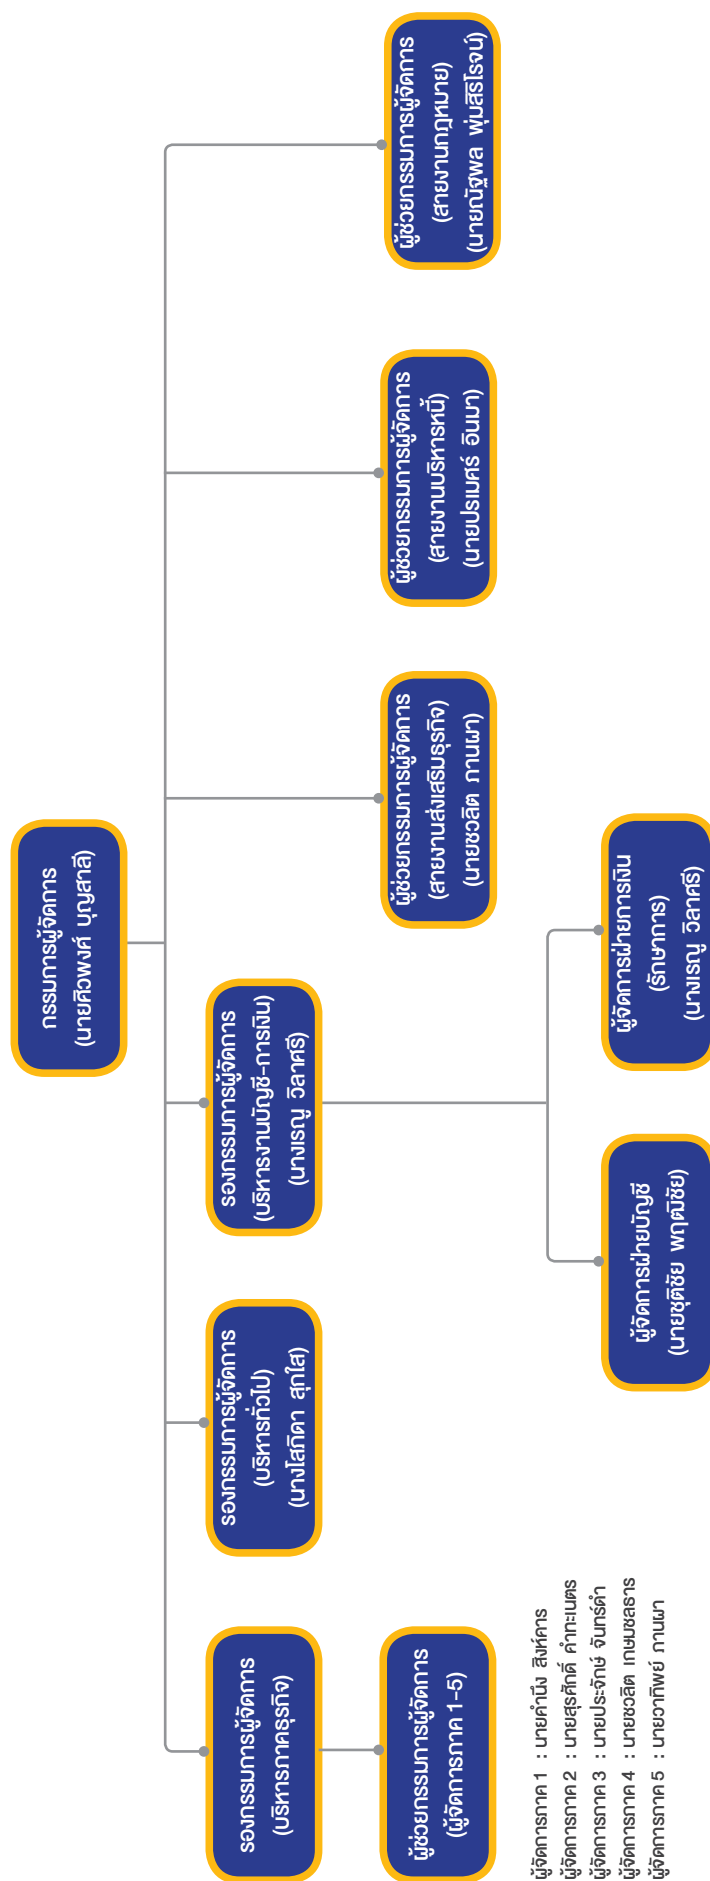 กรรมการผู้จัดการ
(นายศิวพงศ์ บุญสาลี)
รองกรรมการผู้จัดการ
(บริหารภาคธุรกิจ)
รองกรรมการผู้จัดการ
(บริหารทั่วไป)
(นางโสภิดา สุกใส)
รองกรรมการผู้จัดการ
(บริหารงานบัญชี-การเงิน)
(นางเรณู วิลาศรี)
ผู้ช่วยกรรมการผู้จัดการ
(ผู้จัดการภาค 1-5)
ผู้ช่วยกรรมการผู้จัดการ
(สายงานส่งเสริมธุรกิจ)
(นายชวลิต ภานผา)
ผู้ช่วยกรรมการผู้จัดการ
(สายงานบริหารหนี้)
(นายปรเมศร์ อินมา)
ผู้ช่วยกรรมการผู้จัดการ
(สายงานกฎหมาย)
(นายณัฐพล พุ่มสิริโรจน์)
ผู้จัดการฝ่ายบัญชี
(นายชุติชัย พฤฒิชัย)
ผู้จัดการฝ่ายการเงิน
(รักษาการ)
(นางเรณู วิลาศรี)
ผู้จัดการภาค 1 : นายคำนึง สิงห์คาร
ผู้จัดการภาค 2 : นายสุรศักดิ์ คำทะเนตร
ผู้จัดการภาค 3 : นายประจักษ์ จันทร์ดำ
ผู้จัดการภาค 4 : นายชวลิต เกษมชลธาร
ผู้จัดการภาค 5 : นายวาทิพย์ ภานผา